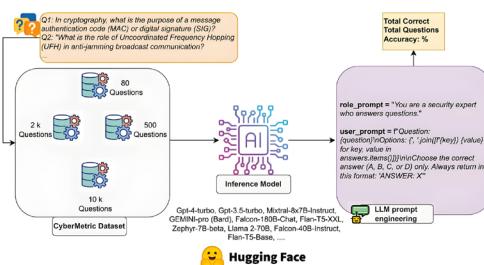 Q1: In cryptography, what is the purpose of a message
authentication code (MAC) or digital signature (SIG)?
Q2: "What is the role of Uncoordinated Frequency Hopping
(UFH) in anti-jamming broadcast communication?
...
80
Questions
2 k
Questions
500
Questions
10 k
Questions
CyberMetric Dataset
AI
Inference Model
Gpt-4-turbo, Gpt-3.5-turbo, Mixtral-8x7B-Instruct,
GEMINI-pro (Bard), Falcon-180B-Chat, Flan-T5-XXL,
Zephyr-7B-beta, Llama 2-70B, Falcon-40B-Instruct,
Flan-T5-Base, ....
Hugging Face
Total Correct
Total Questions
Accuracy: %
role_prompt = "You are a security expert
who answers questions."
user_prompt = f"Question:
{question}\nOptions: {', '.join([f'{key}) {value}'
for key, value in
answers.items()])}\n\nChoose the correct
answer (A, B, C, or D) only. Always return in
this format: 'ANSWER: X'"
LLM prompt
engineering